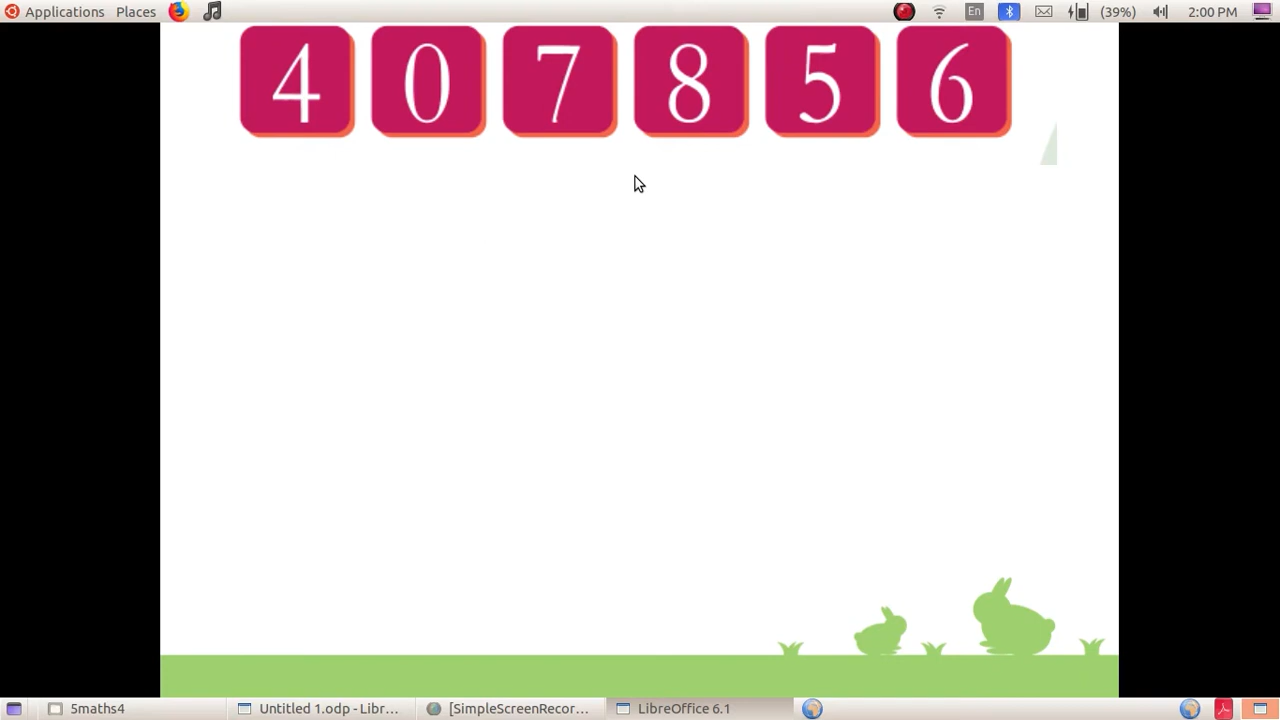 Applications Places En (39%) 2:00 PM
4 0 7 8 5 6
5maths4 Untitled 1.odp - Libr... [SimpleScreenRecor... LibreOffice 6.1